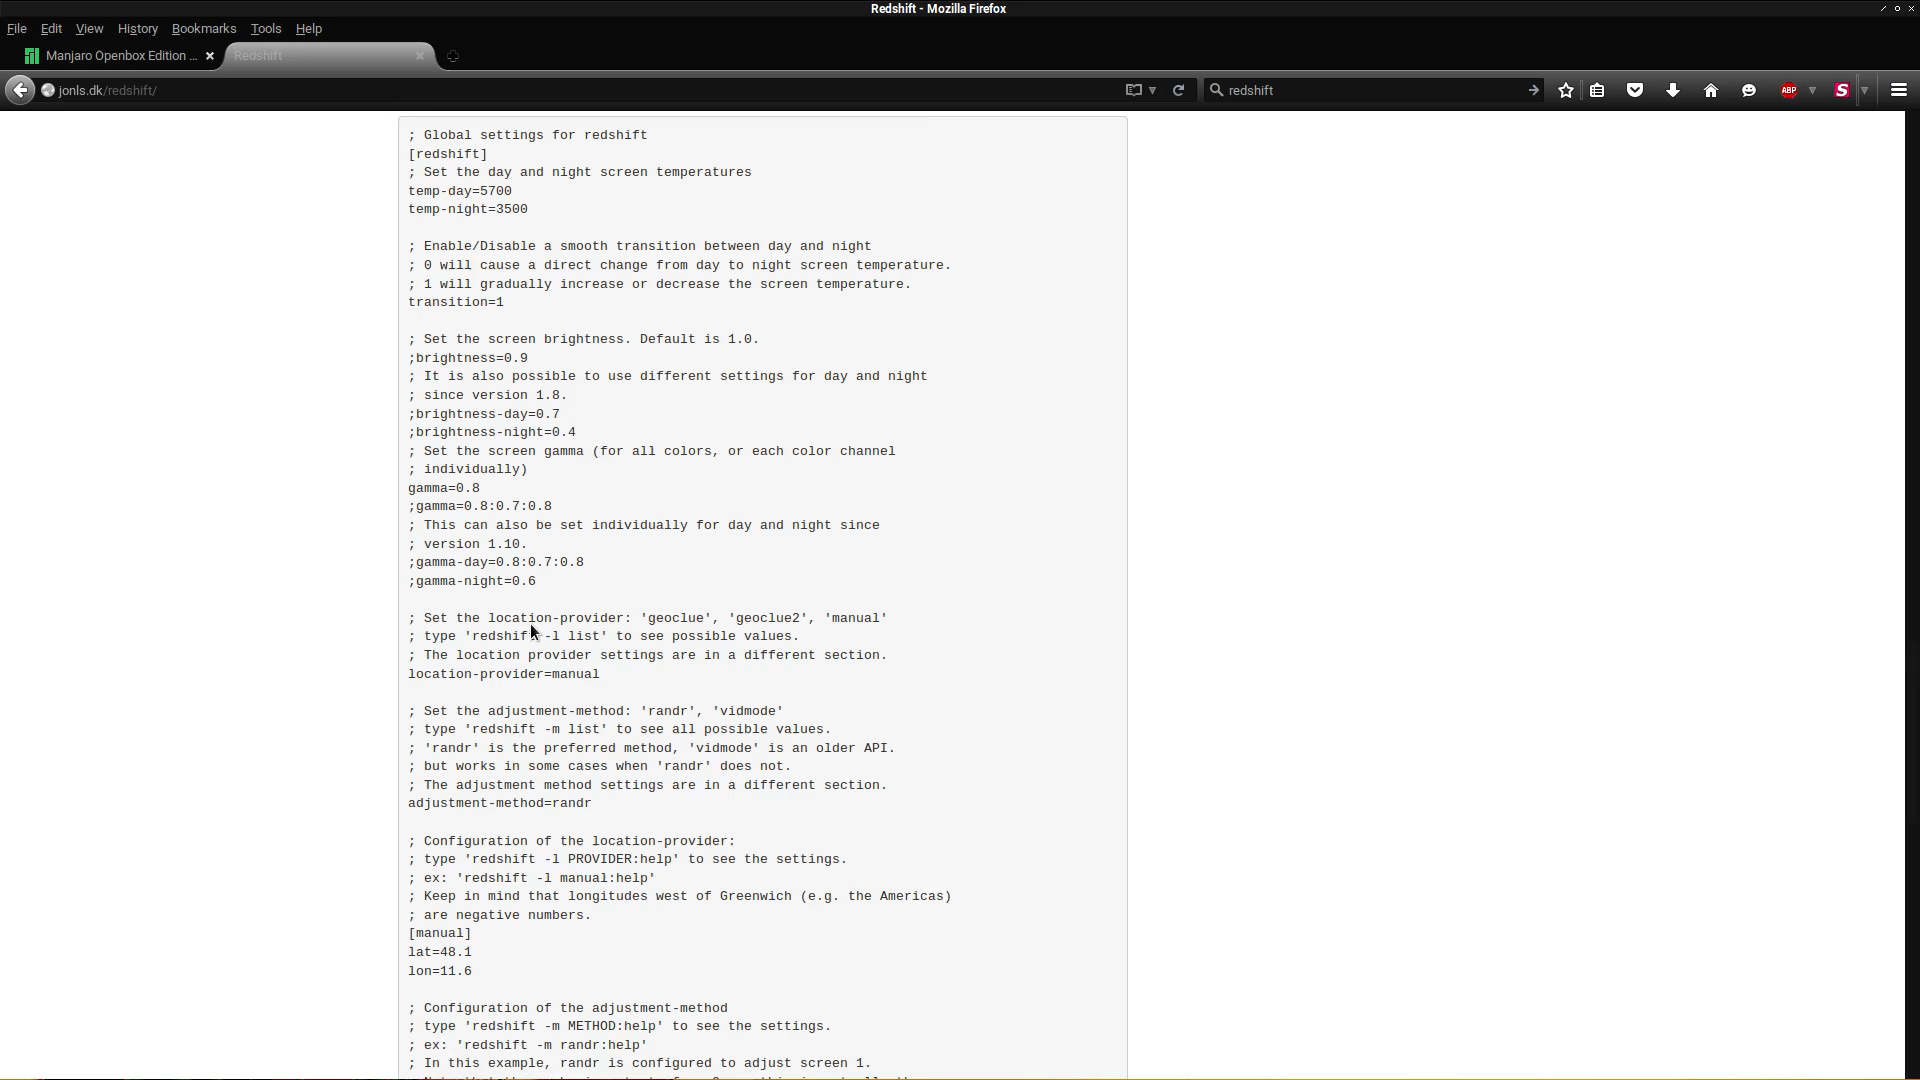 Redshift - Mozilla Firefox
File Edit View History Bookmarks Tools Help
Manjaro Openbox Edition ... Redshift
jonls.dk/redshift/ redshift ABP S
; Global settings for redshift
[redshift]
; Set the day and night screen temperatures
temp-day=5700
temp-night=3500
; Enable/Disable a smooth transition between day and night
; 0 will cause a direct change from day to night screen temperature.
; 1 will gradually increase or decrease the screen temperature.
transition=1
; Set the screen brightness. Default is 1.0.
;brightness=0.9
; It is also possible to use different settings for day and night
; since version 1.8.
;brightness-day=0.7
;brightness-night=0.4
; Set the screen gamma (for all colors, or each color channel
; individually)
gamma=0.8
;gamma=0.8:0.7:0.8
; This can also be set individually for day and night since
; version 1.10.
;gamma-day=0.8:0.7:0.8
;gamma-night=0.6
; Set the location-provider: 'geoclue', 'geoclue2', 'manual'
; type 'redshift -l list' to see possible values.
; The location provider settings are in a different section.
location-provider=manual
; Set the adjustment-method: 'randr', 'vidmode'
; type 'redshift -m list' to see all possible values.
; 'randr' is the preferred method, 'vidmode' is an older API.
; but works in some cases when 'randr' does not.
; The adjustment method settings are in a different section.
adjustment-method=randr
; Configuration of the location-provider:
; type 'redshift -l PROVIDER:help' to see the settings.
; ex: 'redshift -l manual:help'
; Keep in mind that longitudes west of Greenwich (e.g. the Americas)
; are negative numbers.
[manual]
lat=48.1
lon=11.6
; Configuration of the adjustment-method
; type 'redshift -m METHOD:help' to see the settings.
; ex: 'redshift -m randr:help'
; In this example, randr is configured to adjust screen 1.